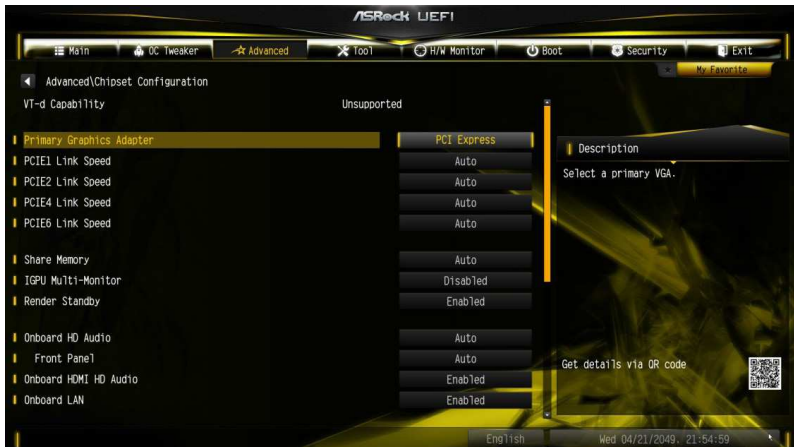 ASRock UEFI
Main OC Tweaker Advanced Tool H/W Monitor Boot Security Exit
My Favorite
Advanced\Chipset Configuration
VT-d Capability Unsupported
Primary Graphics Adapter PCI Express
PCIE1 Link Speed Auto
PCIE2 Link Speed Auto
PCIE4 Link Speed Auto
PCIE6 Link Speed Auto
Share Memory Auto
IGPU Multi-Monitor Disabled
Render Standby Enabled
Onboard HD Audio Auto
Front Panel Auto
Onboard HDMI HD Audio Enabled
Onboard LAN Enabled
Description
Select a primary VGA.
Get details via QR code
English Wed 04/21/2049. 21:54:59